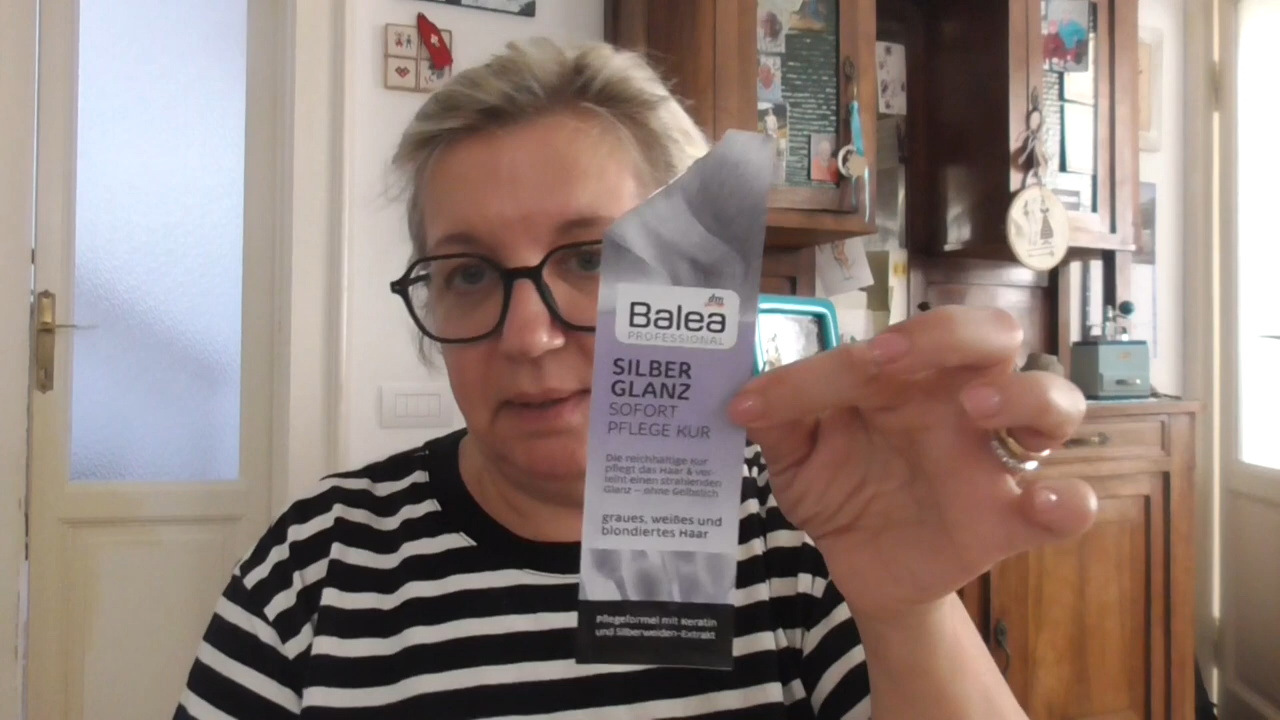 dm
Balea
PROFESSIONAL
SILBER
GLANZ
SOFORT
PFLEGE KUR
Die reichhaltige Kur
pflegt das Haar & ver-
leiht einen strahlenden
Glanz – ohne Gelbstich
graues, weißes und
blondiertes Haar
Pflegeformel mit Keratin
und Silberweiden-Extrakt